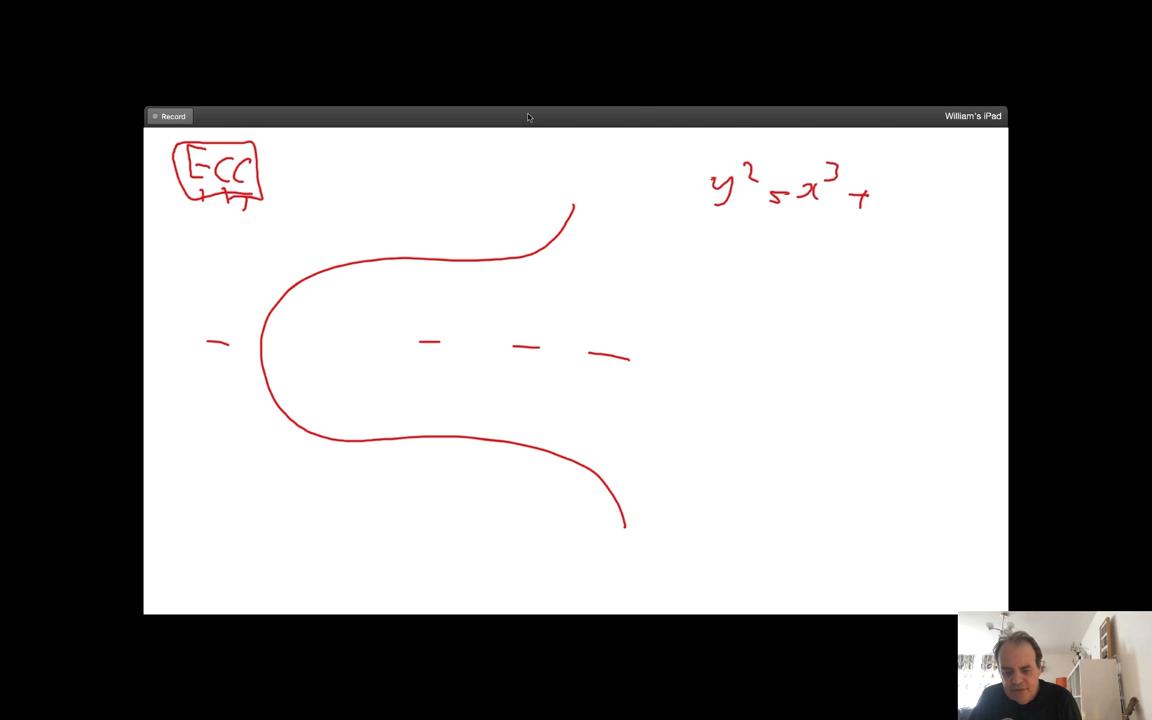 Record
William's iPad
ECC
y² = x³ +